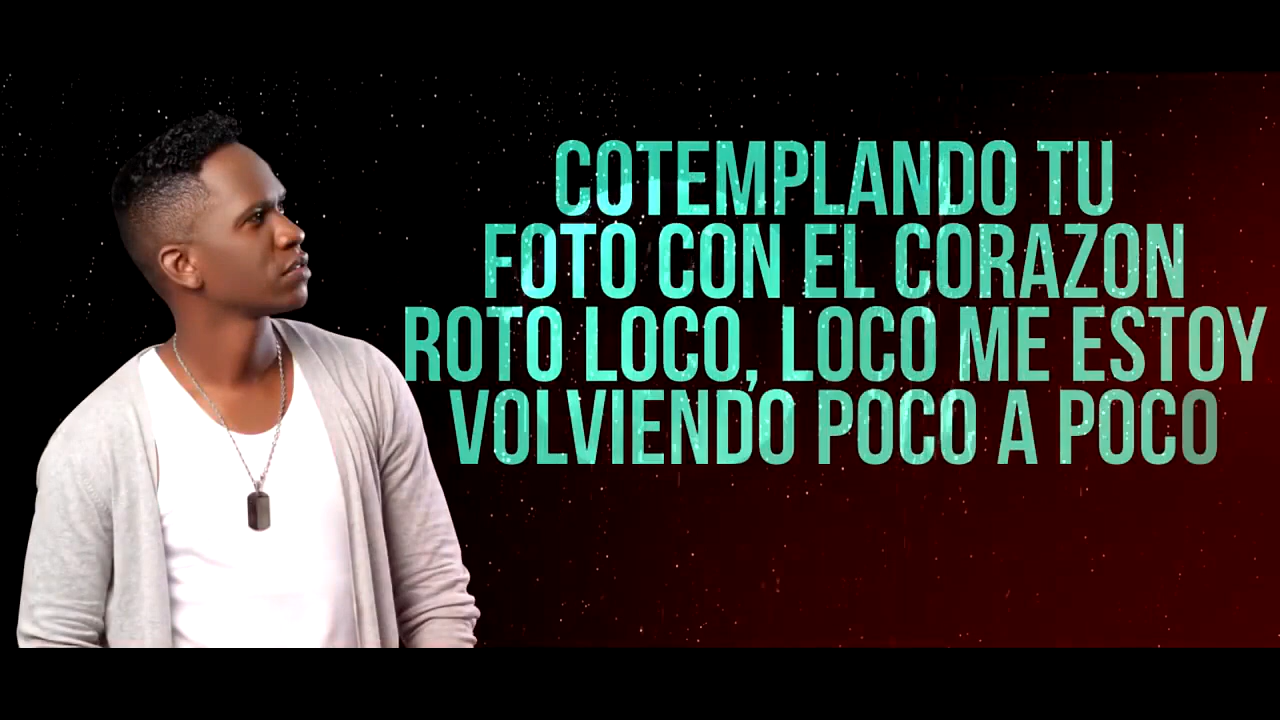 COTEMPLANDO TU
FOTO CON EL CORAZON
ROTO LOCO, LOCO ME ESTOY
VOLVIENDO POCO A POCO